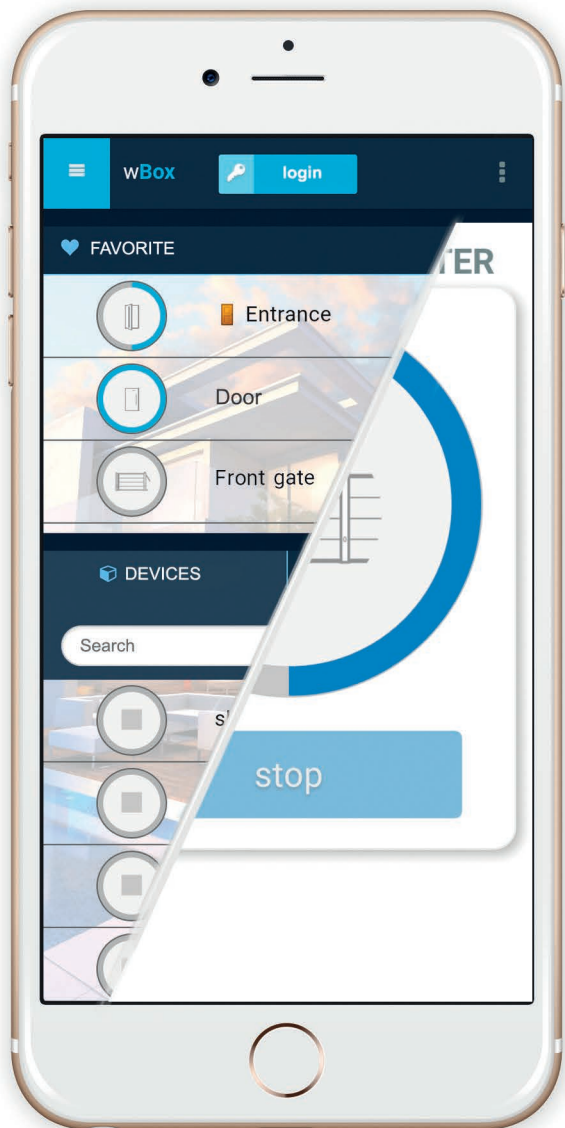 wBox
login
FAVORITE
TER
Entrance
Door
Front gate
DEVICES
Search
stop